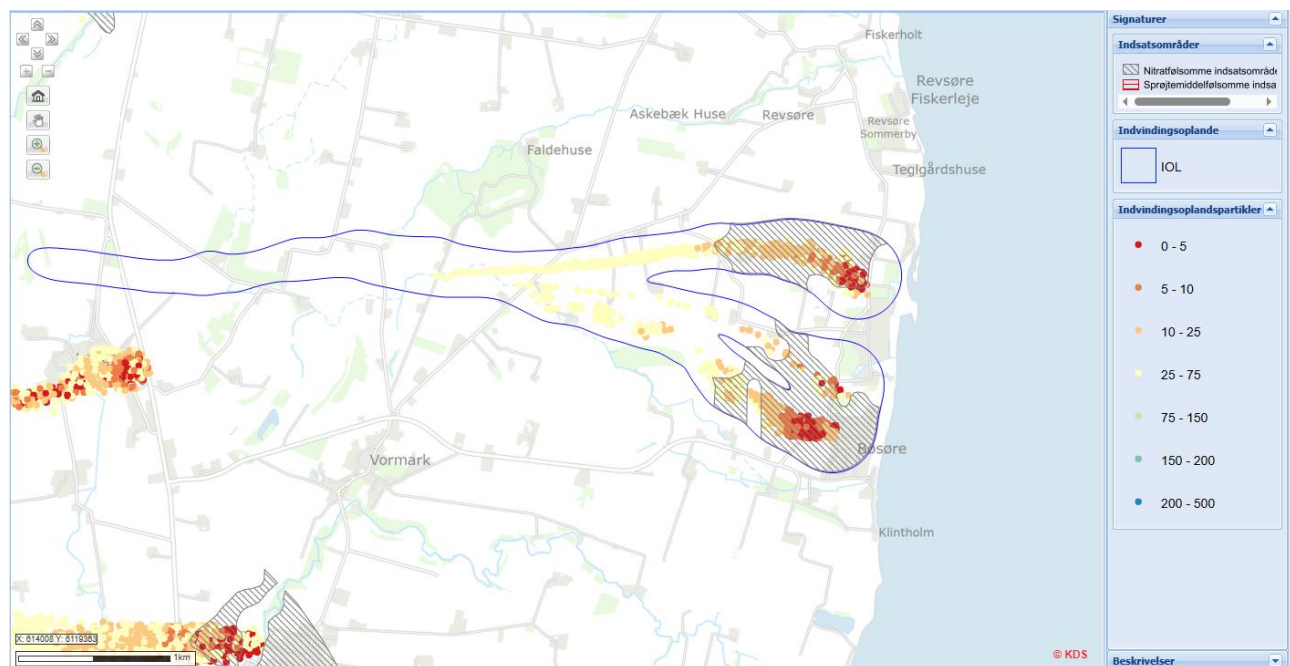 Fiskerholt
Revsøre
Fiskerleje
Askebæk Huse
Revsøre
Revsøre
Sommerby
Faldehuse
Teglgårdshuse
Bøsøre
Vormark
Klintholm
X: 614008 Y: 6119363
1km
© KDS
Signaturer
Indsatsområder
Nitratfølsomme indsatsområde
Sprøjtemiddelfølsomme indsa
Indvindingsoplande
IOL
Indvindingsoplandspartikler
0 - 5
5 - 10
10 - 25
25 - 75
75 - 150
150 - 200
200 - 500
Beskrivelser